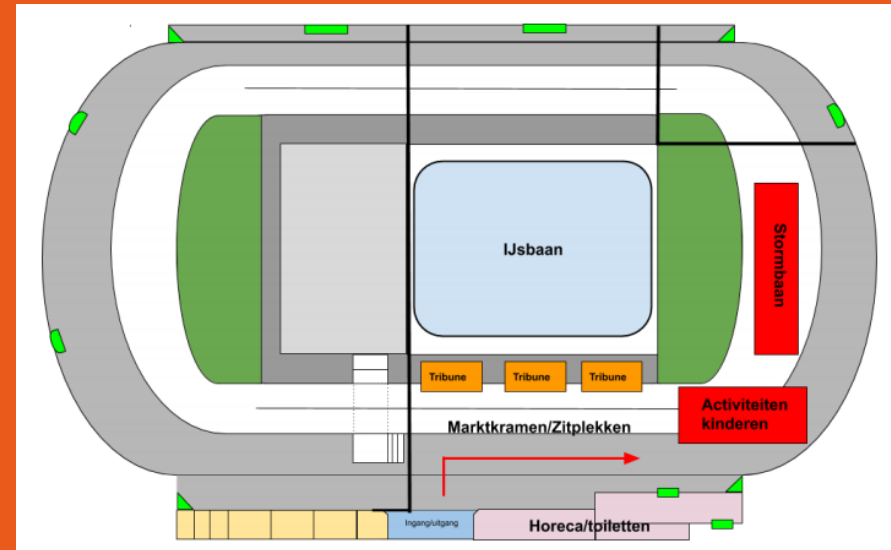 IJsbaan
Stormbaan
Tribune
Tribune
Tribune
Activiteiten
kinderen
Marktkramen/Zitplekken
Ingang/uitgang
Horeca/toiletten